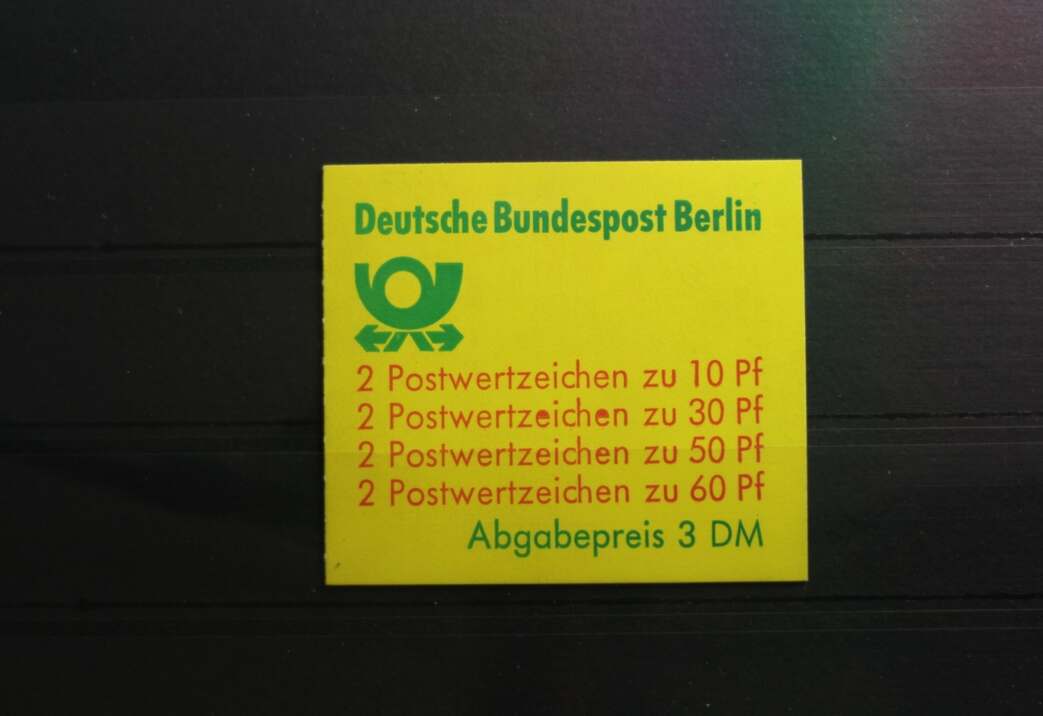 Deutsche Bundespost Berlin
2 Postwertzeichen zu 10 Pf
2 Postwertzeichen zu 30 Pf
2 Postwertzeichen zu 50 Pf
2 Postwertzeichen zu 60 Pf
Abgabepreis 3 DM